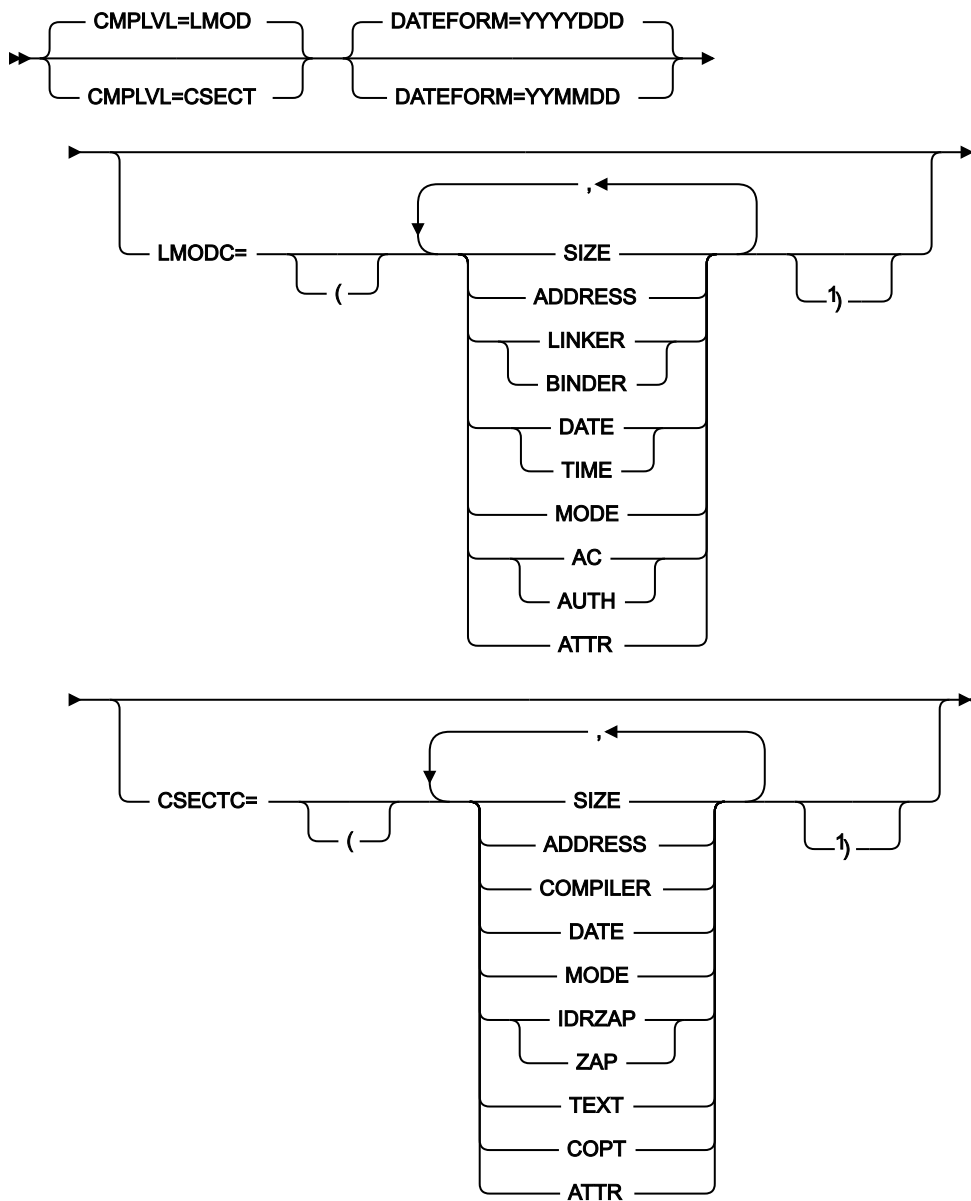 CMPLVL=LMOD
DATEFORM=YYYYDDD
CMPLVL=CSECT
DATEFORM=YYMMDD
,
LMODC=
(
SIZE
1)
ADDRESS
LINKER
BINDER
DATE
TIME
MODE
AC
AUTH
ATTR
,
CSECTC=
(
SIZE
1)
ADDRESS
COMPILER
DATE
MODE
IDRZAP
ZAP
TEXT
COPT
ATTR